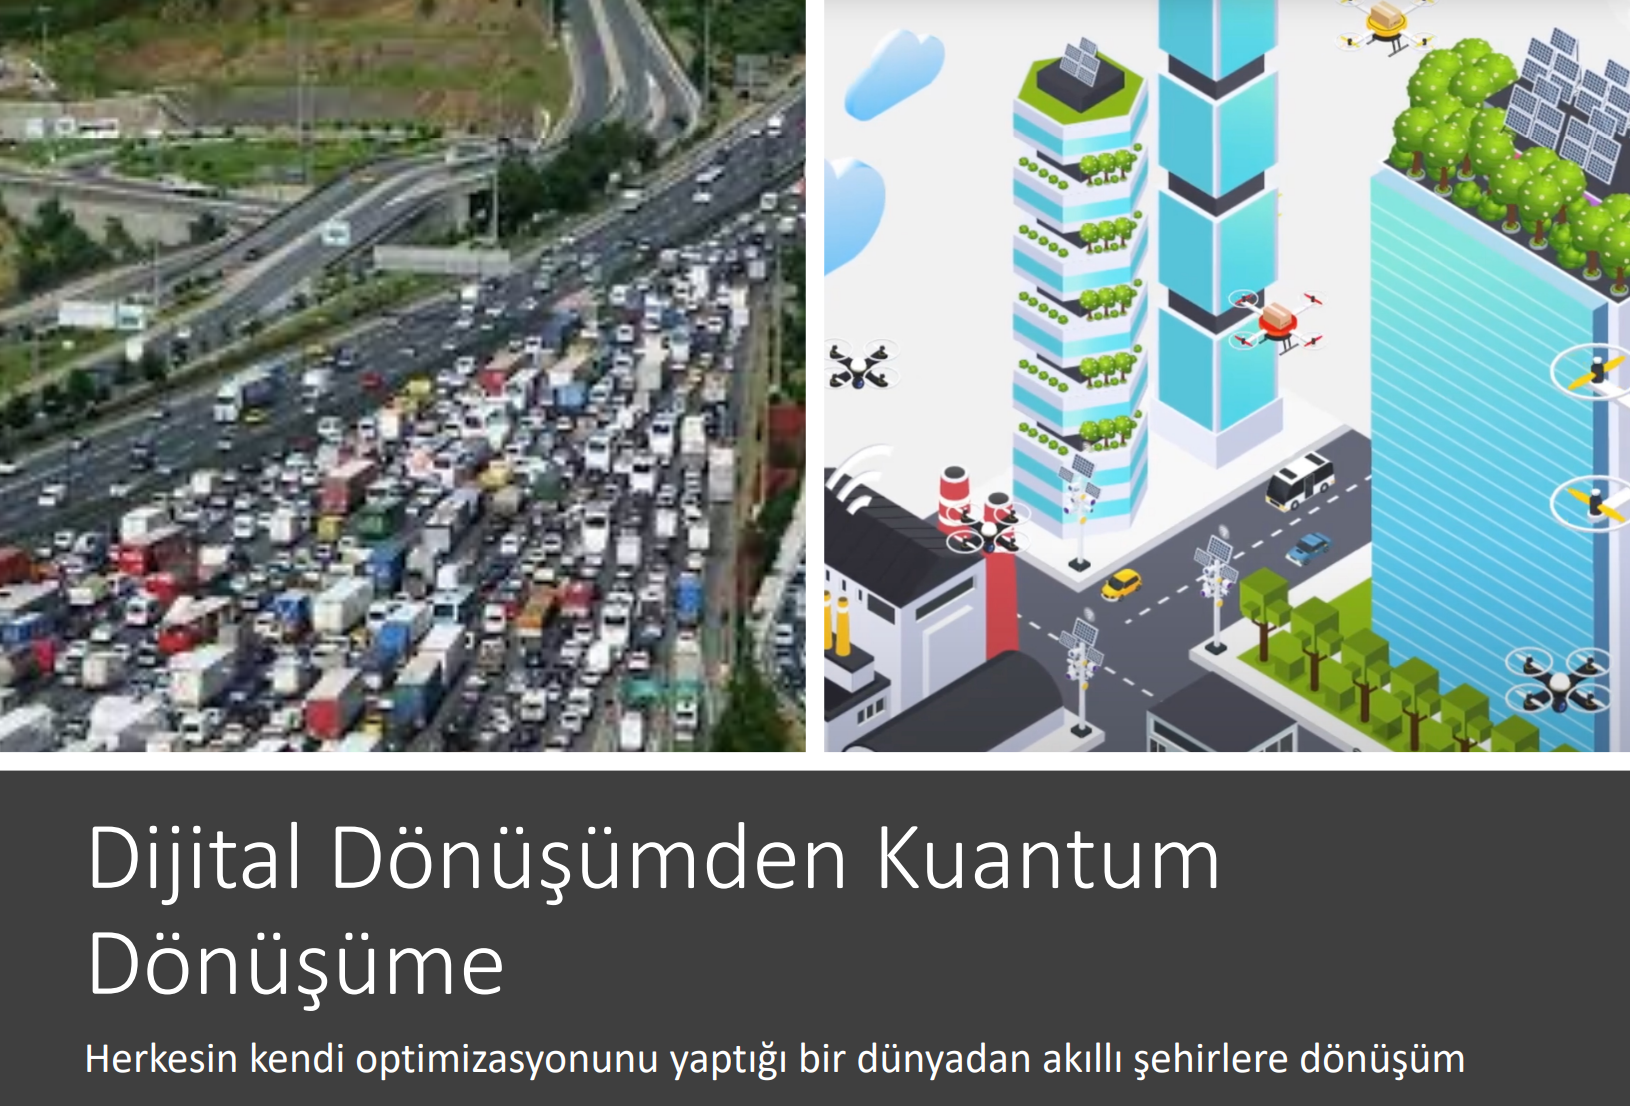 Dijital Dönüşümden Kuantum
Dönüşüme
Herkesin kendi optimizasyonunu yaptığı bir dünyadan akıllı şehirlere dönüşüm